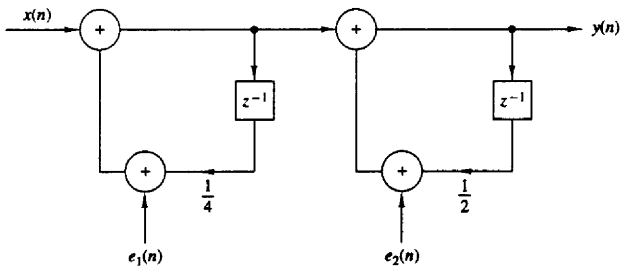 x(n)
+
+
y(n)
z⁻¹
z⁻¹
+
1/4
+
1/2
e₁(n)
e₂(n)